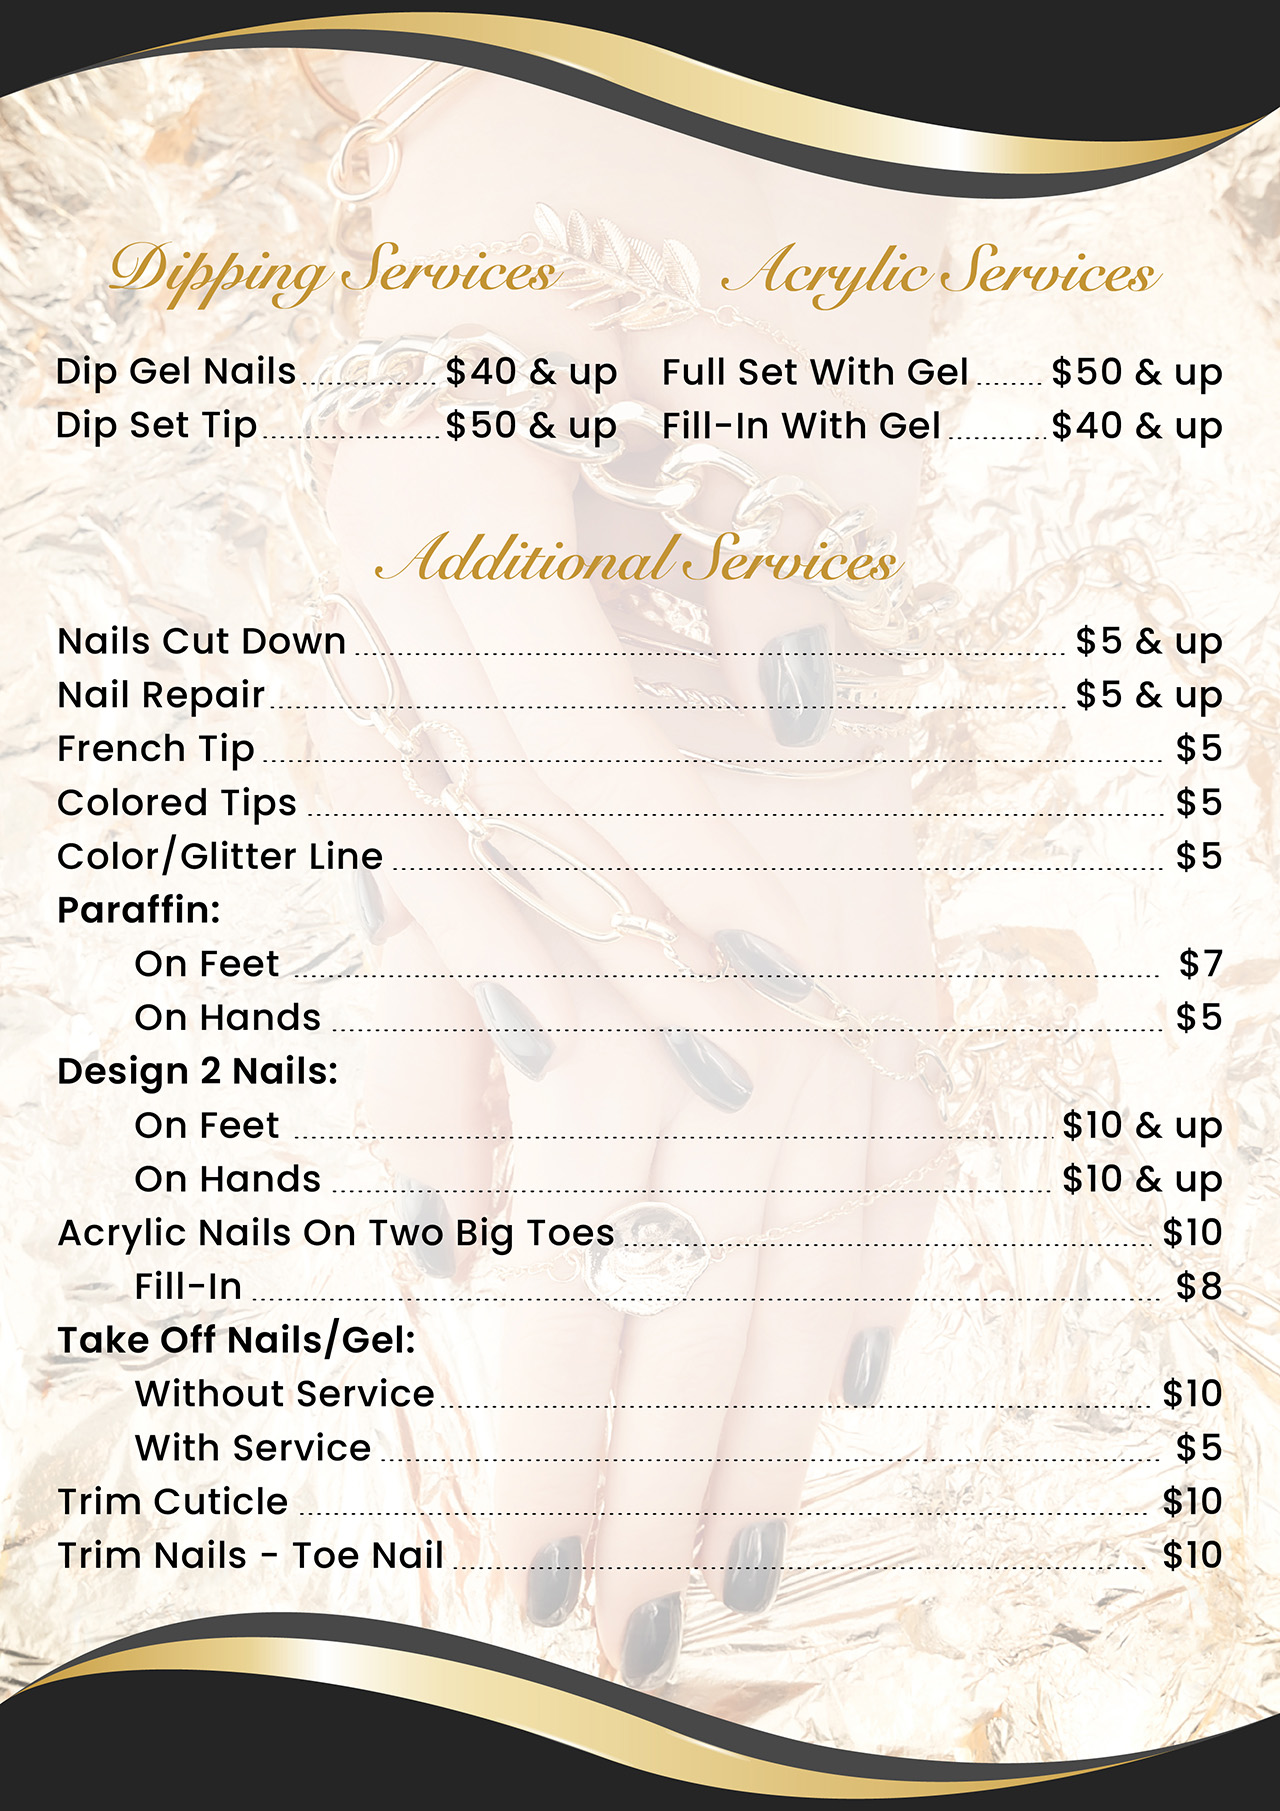 Dipping Services
Dip Gel Nails $40 & up
Dip Set Tip $50 & up
Acrylic Services
Full Set With Gel $50 & up
Fill-In With Gel $40 & up
Additional Services
Nails Cut Down $5 & up
Nail Repair $5 & up
French Tip $5
Colored Tips $5
Color/Glitter Line $5
Paraffin:
On Feet $7
On Hands $5
Design 2 Nails:
On Feet $10 & up
On Hands $10 & up
Acrylic Nails On Two Big Toes $10
Fill-In $8
Take Off Nails/Gel:
Without Service $10
With Service $5
Trim Cuticle $10
Trim Nails - Toe Nail $10